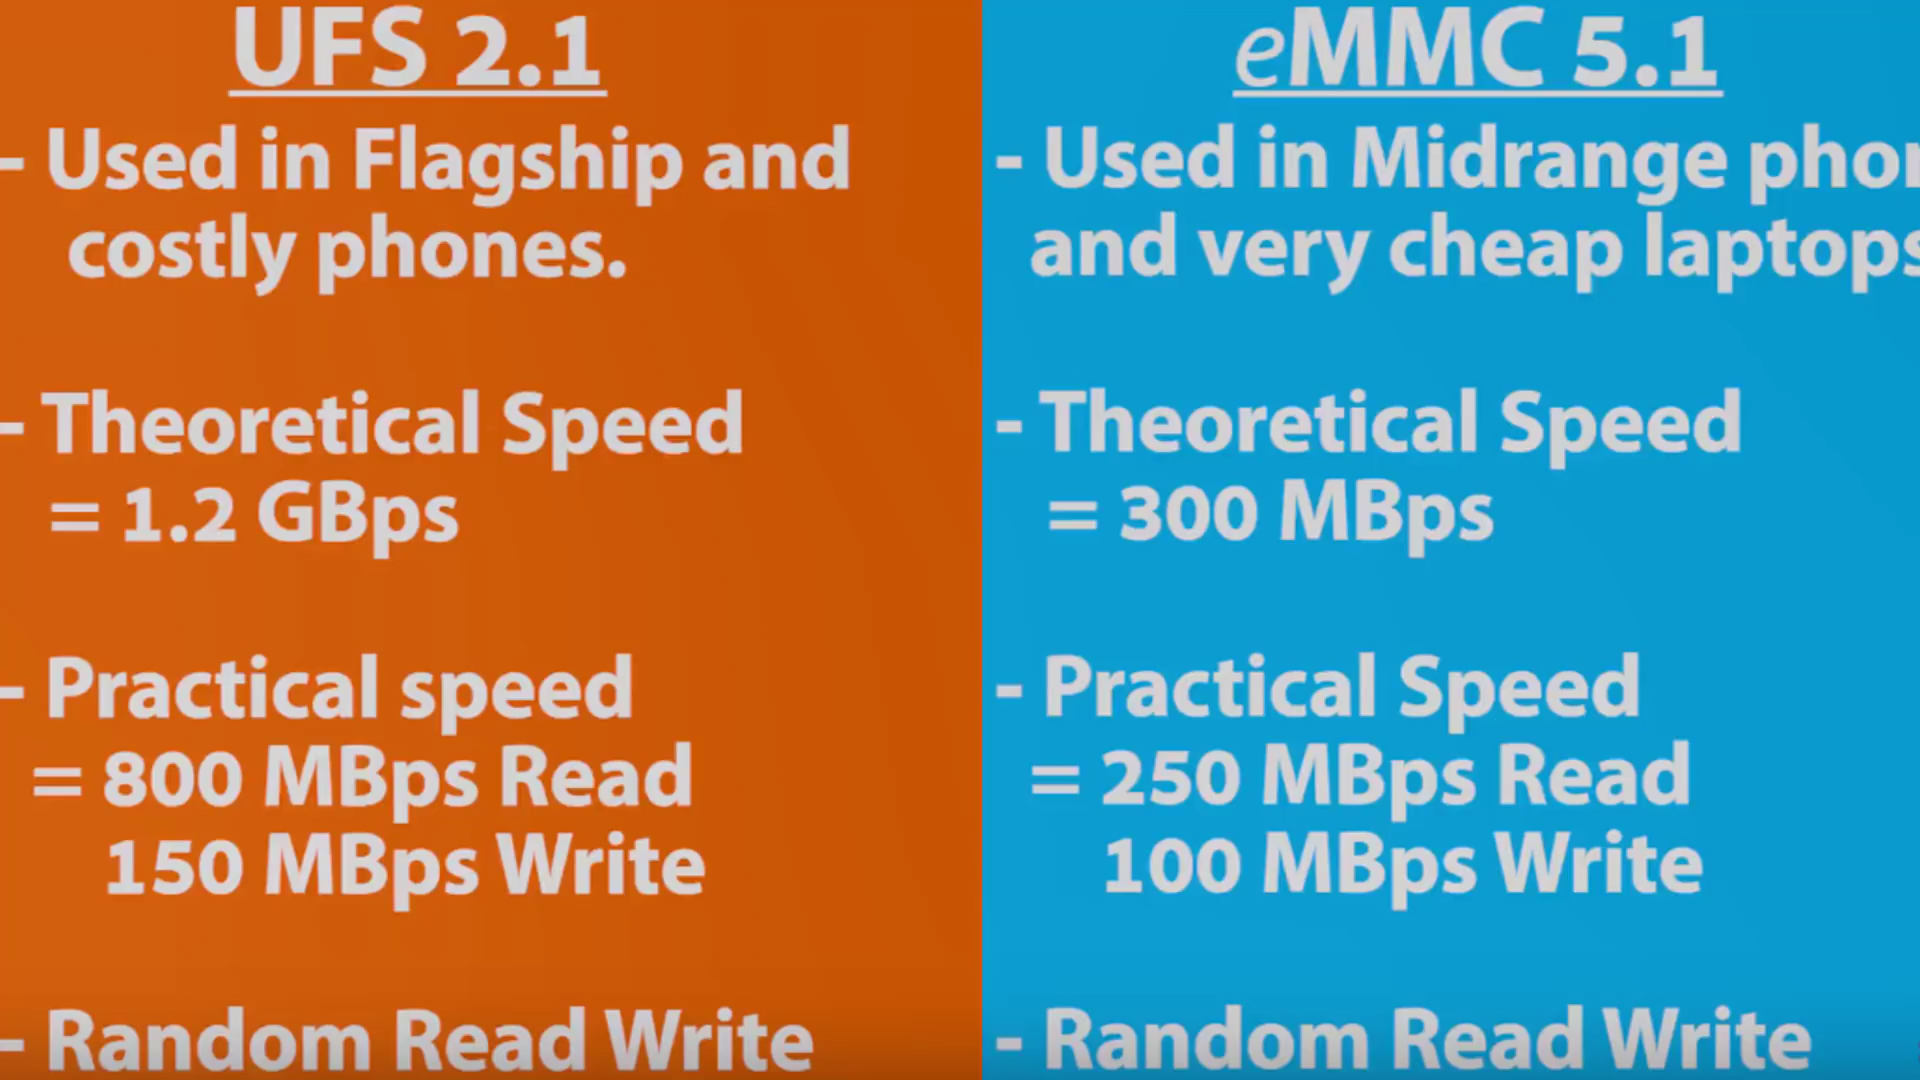 UFS 2.1
- Used in Flagship and
costly phones.
- Theoretical Speed
= 1.2 GBps
- Practical speed
= 800 MBps Read
150 MBps Write
- Random Read Write
eMMC 5.1
- Used in Midrange
and very cheap laptops
- Theoretical Speed
= 300 MBps
- Practical Speed
= 250 MBps Read
100 MBps Write
- Random Read Write